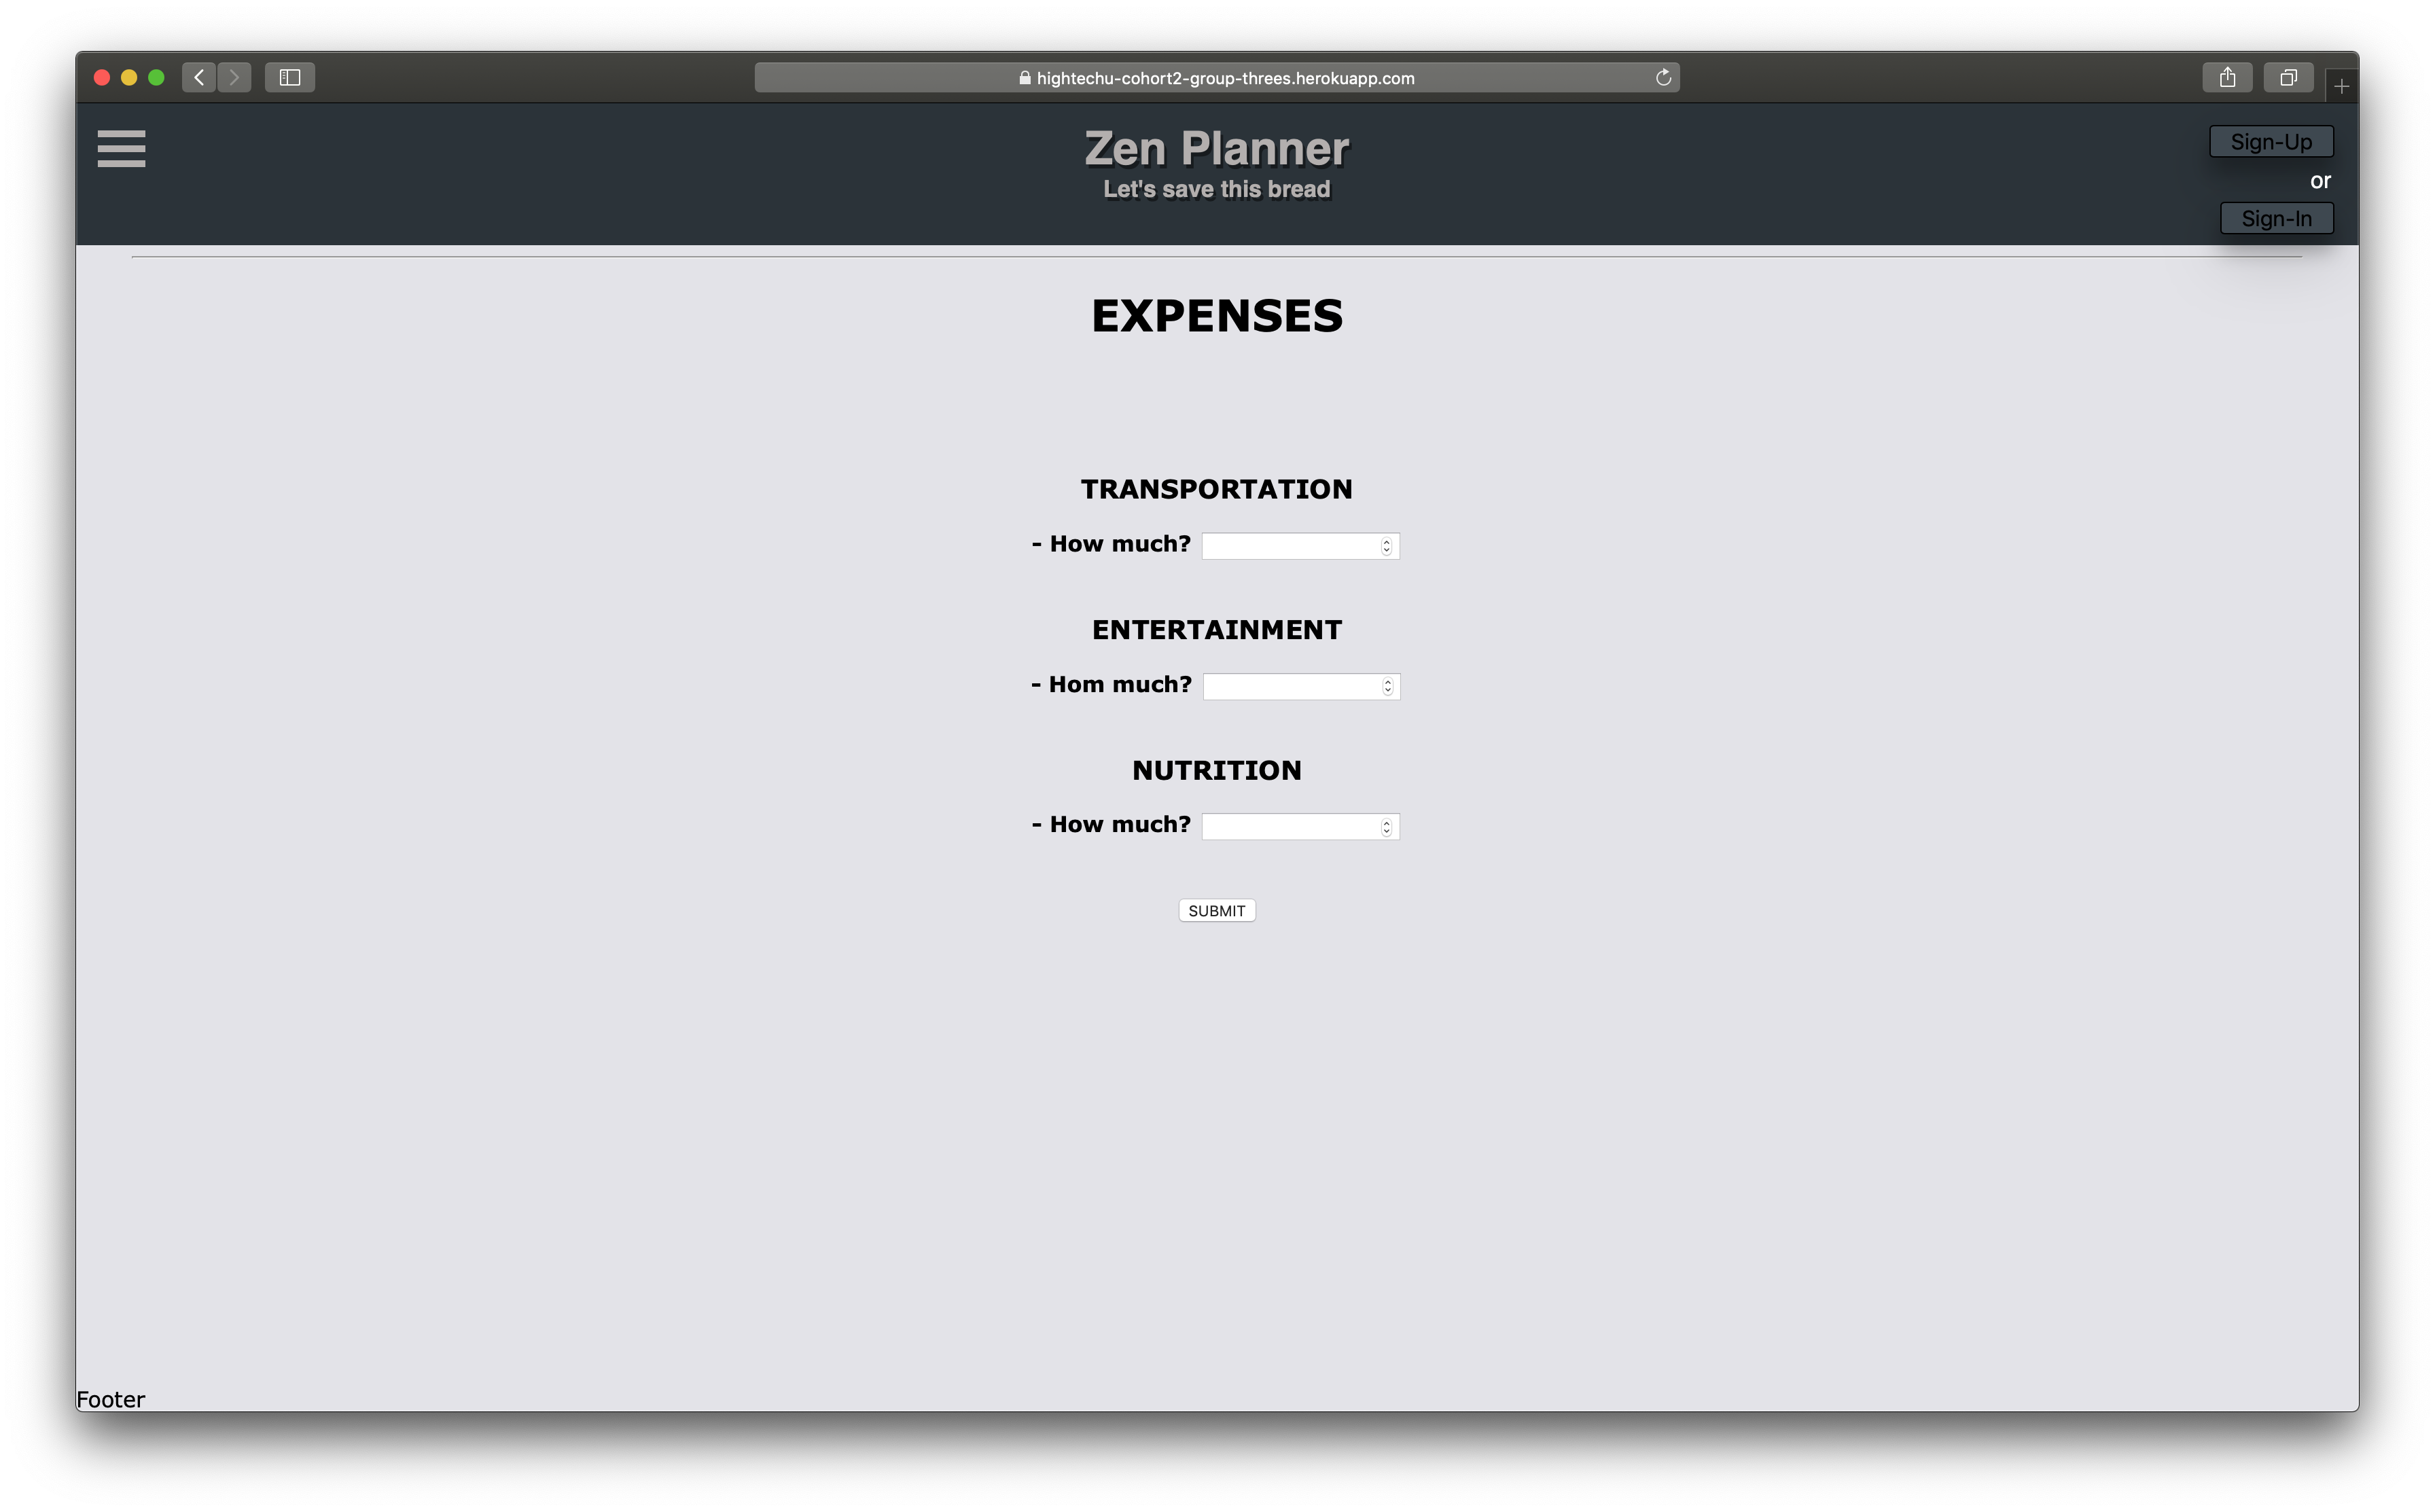 hightechu-cohort2-group-threes.herokuapp.com
Zen Planner
Let's save this bread
Sign-Up
or
Sign-In
EXPENSES
TRANSPORTATION
- How much?
ENTERTAINMENT
- Hom much?
NUTRITION
- How much?
SUBMIT
Footer